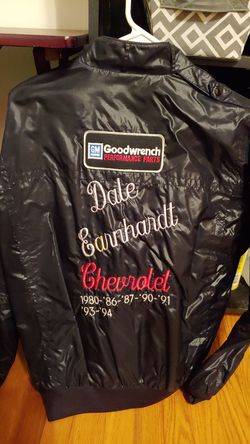 GM
Goodwrench
PERFORMANCE PARTS
Dale
Earnhardt
Chevrolet
1980-'86-'87-'90-'91
'93-'94